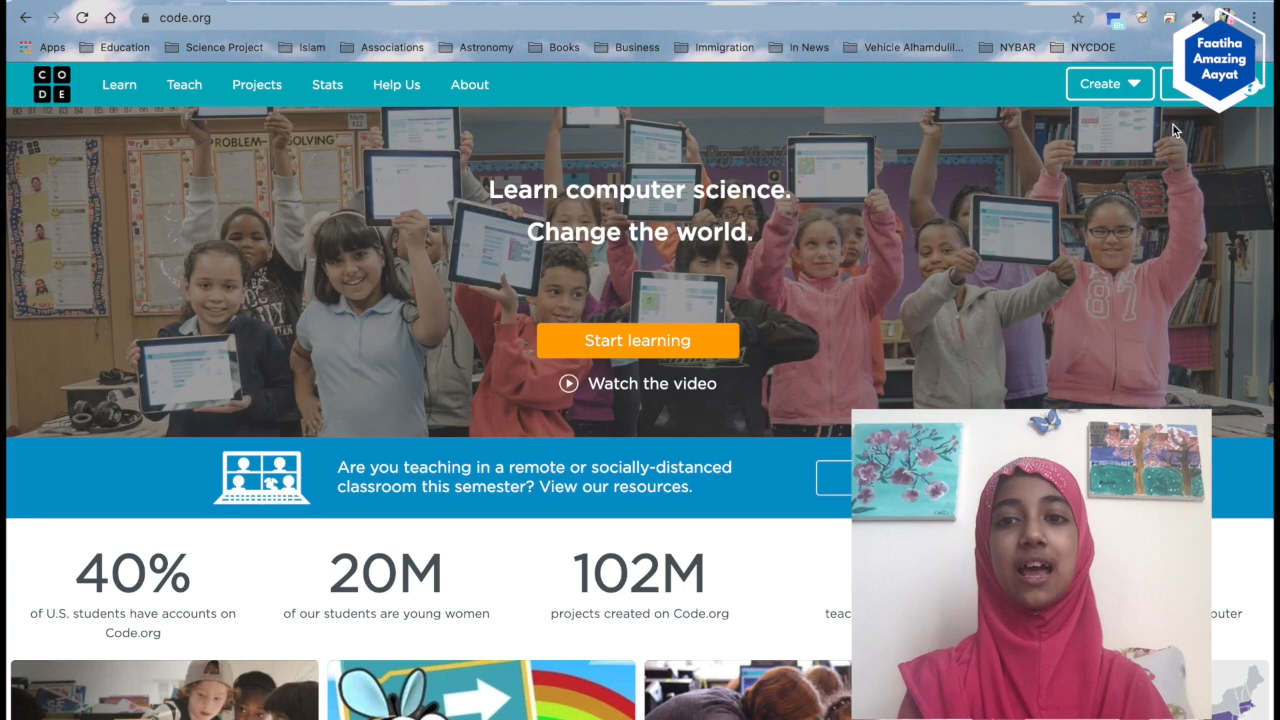 code.org
Apps Education Science Project Islam Associations Astronomy Books Business Immigration In News Vehicle Alhamdulil... NYBAR NYCDOE
Faatiha
Amazing
Aayat
C O
D E
Learn Teach Projects Stats Help Us About
Create
PROBLEM- SOLVING
Learn computer science.
Change the world.
87
Start learning
Watch the video
Are you teaching in a remote or socially-distanced
classroom this semester? View our resources.
40% 20M 102M
of U.S. students have accounts on
Code.org
of our students are young women
projects created on Code.org